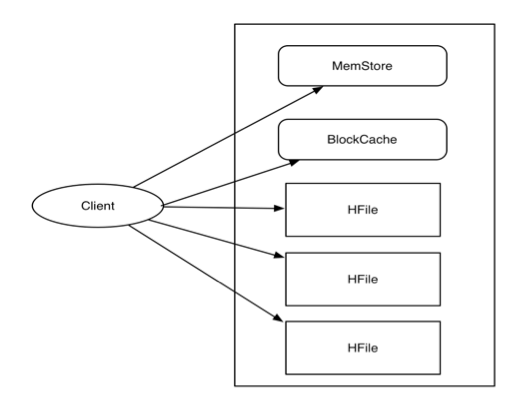 MemStore
BlockCache
Client
HFile
HFile
HFile